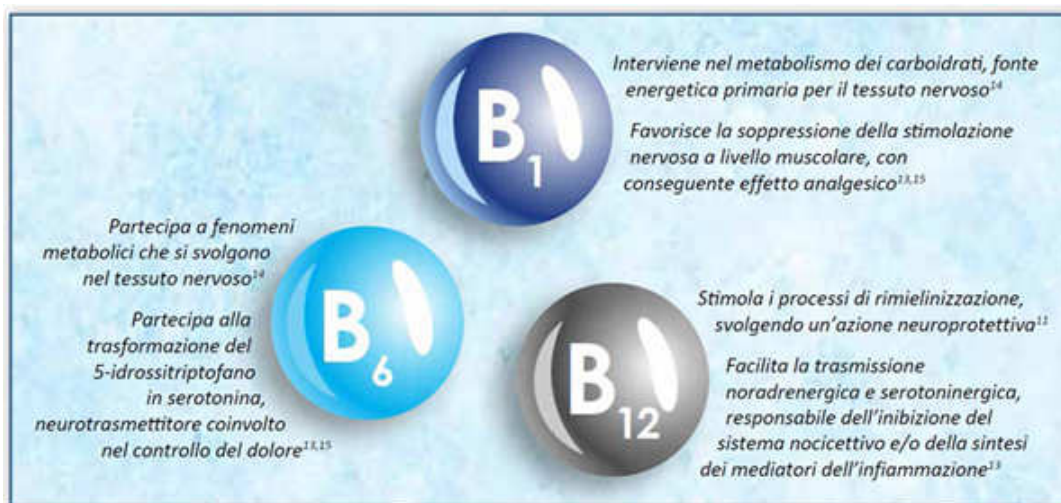 B1
Interviene nel metabolismo dei carboidrati, fonte
energetica primaria per il tessuto nervoso14
Favorisce la soppressione della stimolazione
nervosa a livello muscolare, con
conseguente effetto analgesico13,15
B6
Partecipa a fenomeni
metabolici che si svolgono
nel tessuto nervoso14
Partecipa alla
trasformazione del
5-idrossitriptofano
in serotonina,
neurotrasmettitore coinvolto
nel controllo del dolore13,15
B12
Stimola i processi di rimielinizzazione,
svolgendo un'azione neuroprotettiva11
Facilita la trasmissione
noradrenergica e serotoninergica,
responsabile dell'inibizione del
sistema nocicettivo e/o della sintesi
dei mediatori dell'infiammazione13